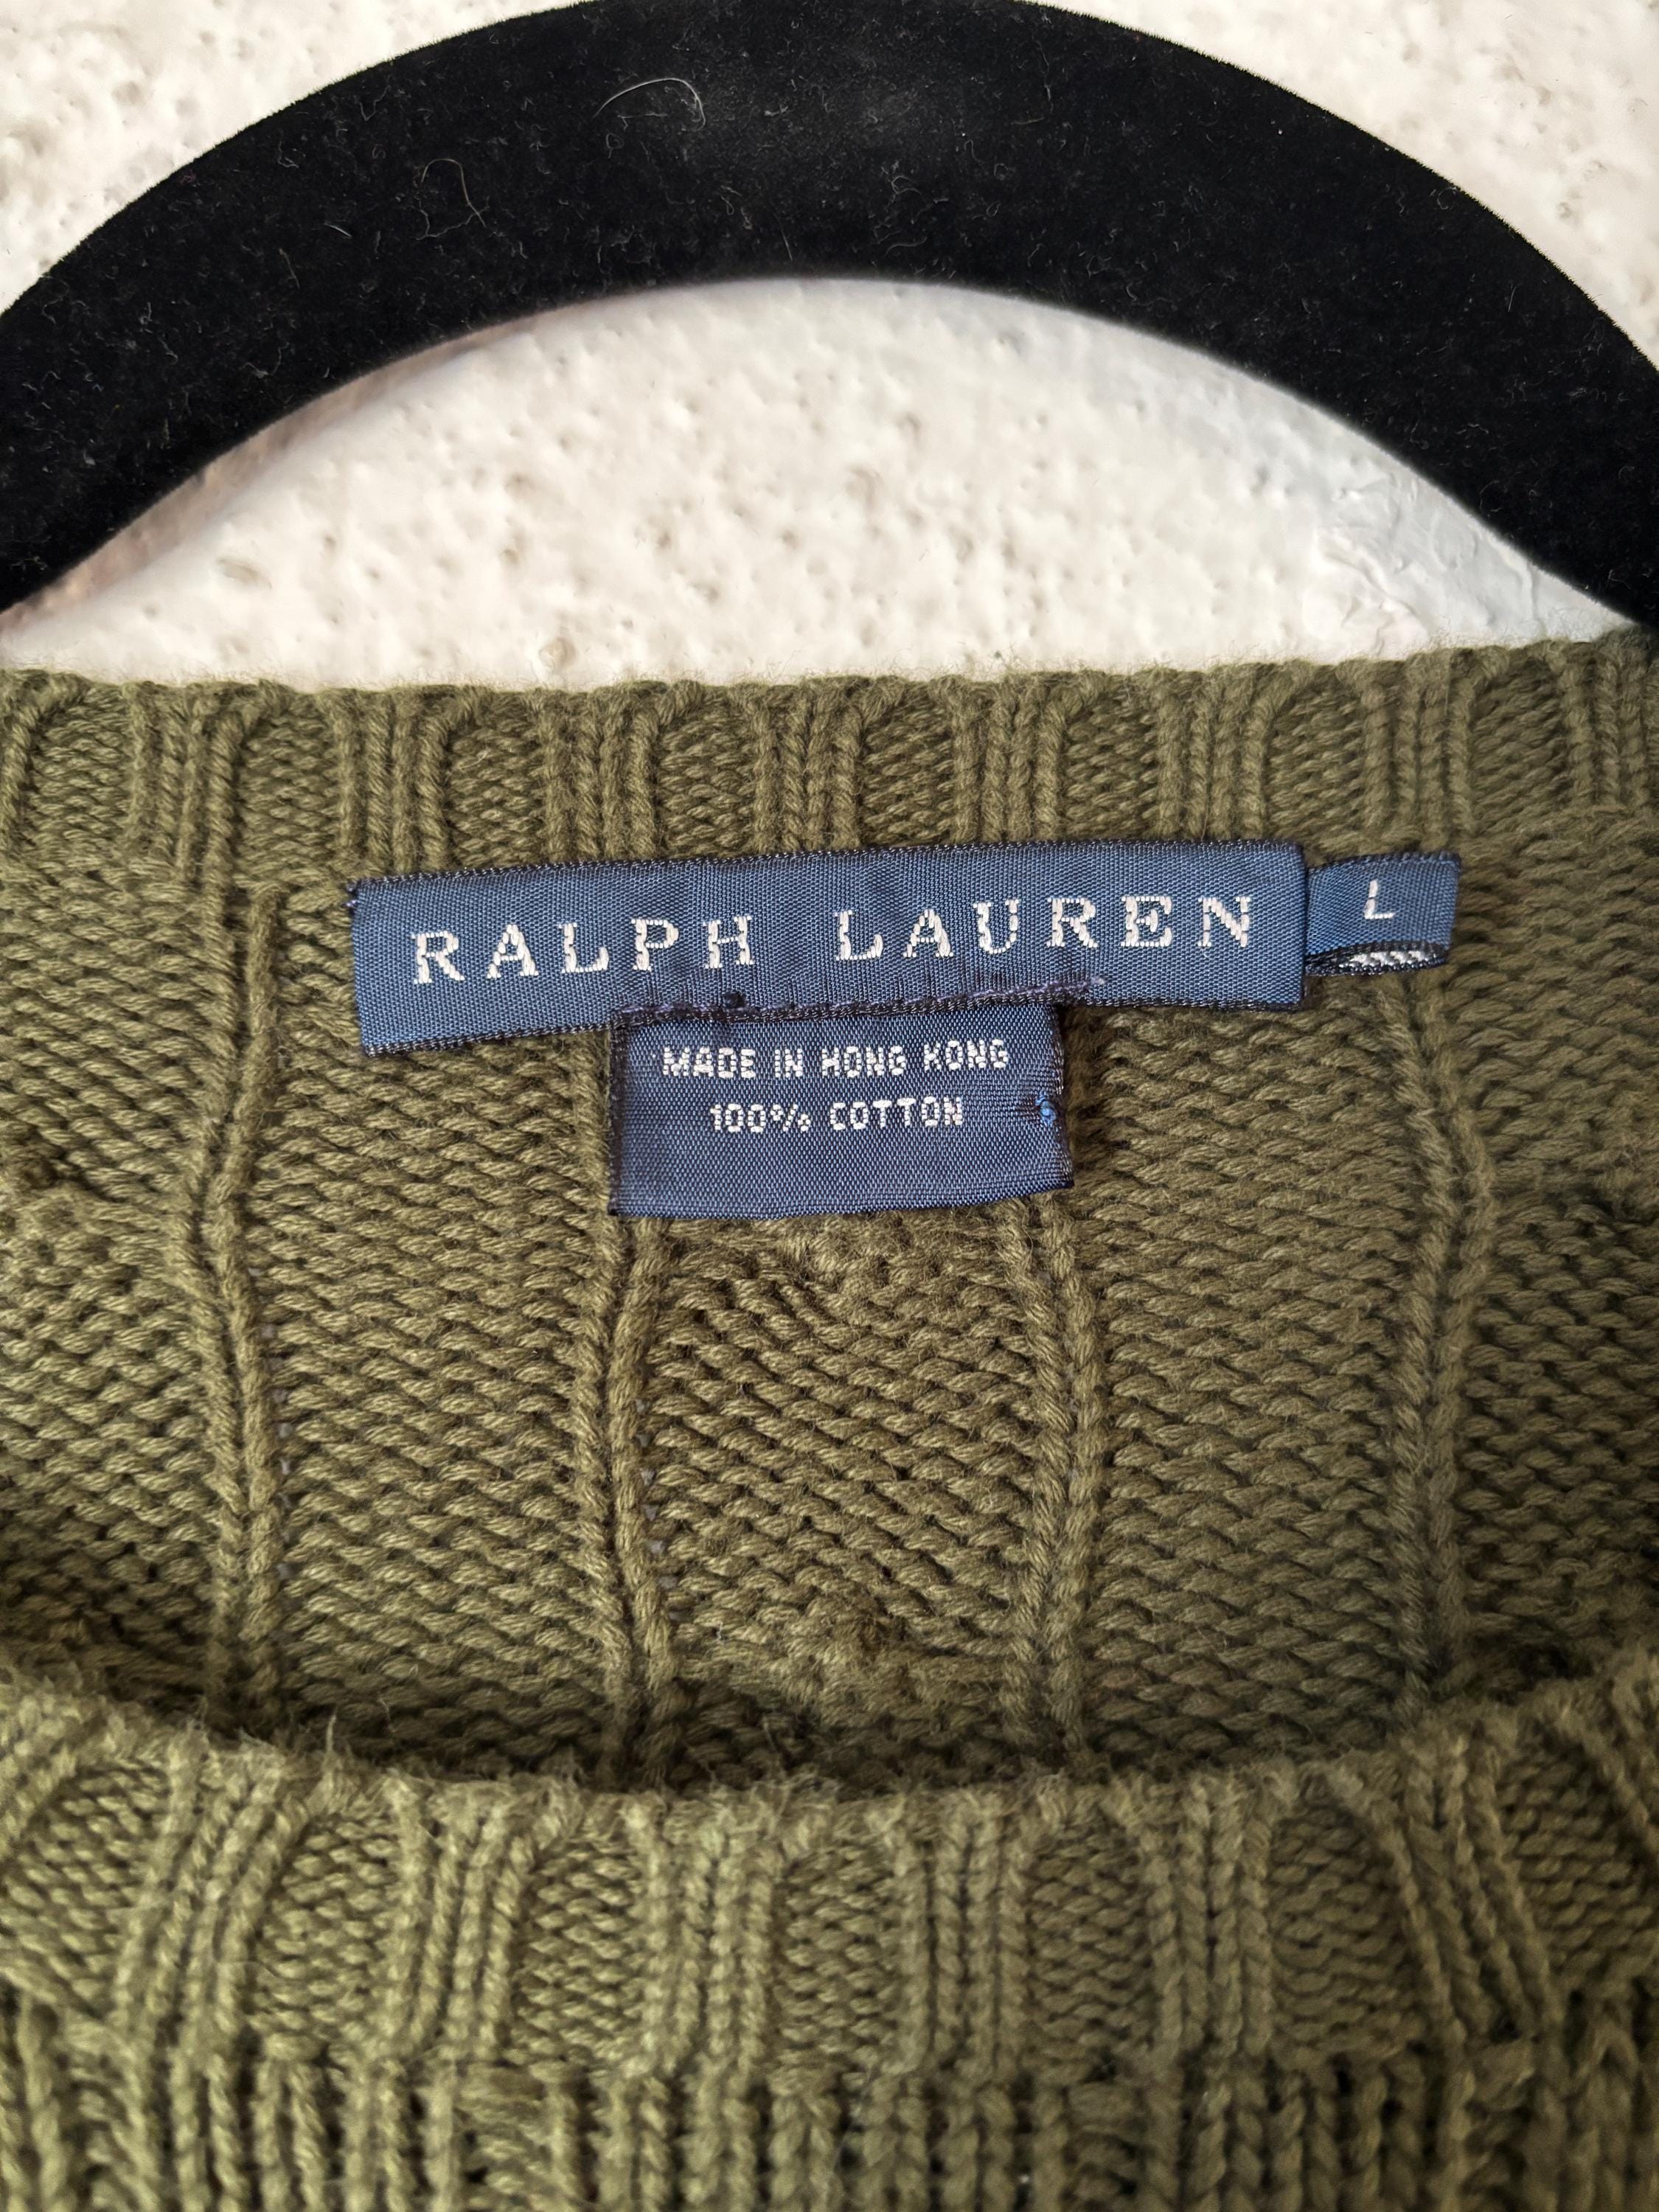 RALPH LAUREN
L
MADE IN HONG KONG
100% COTTON